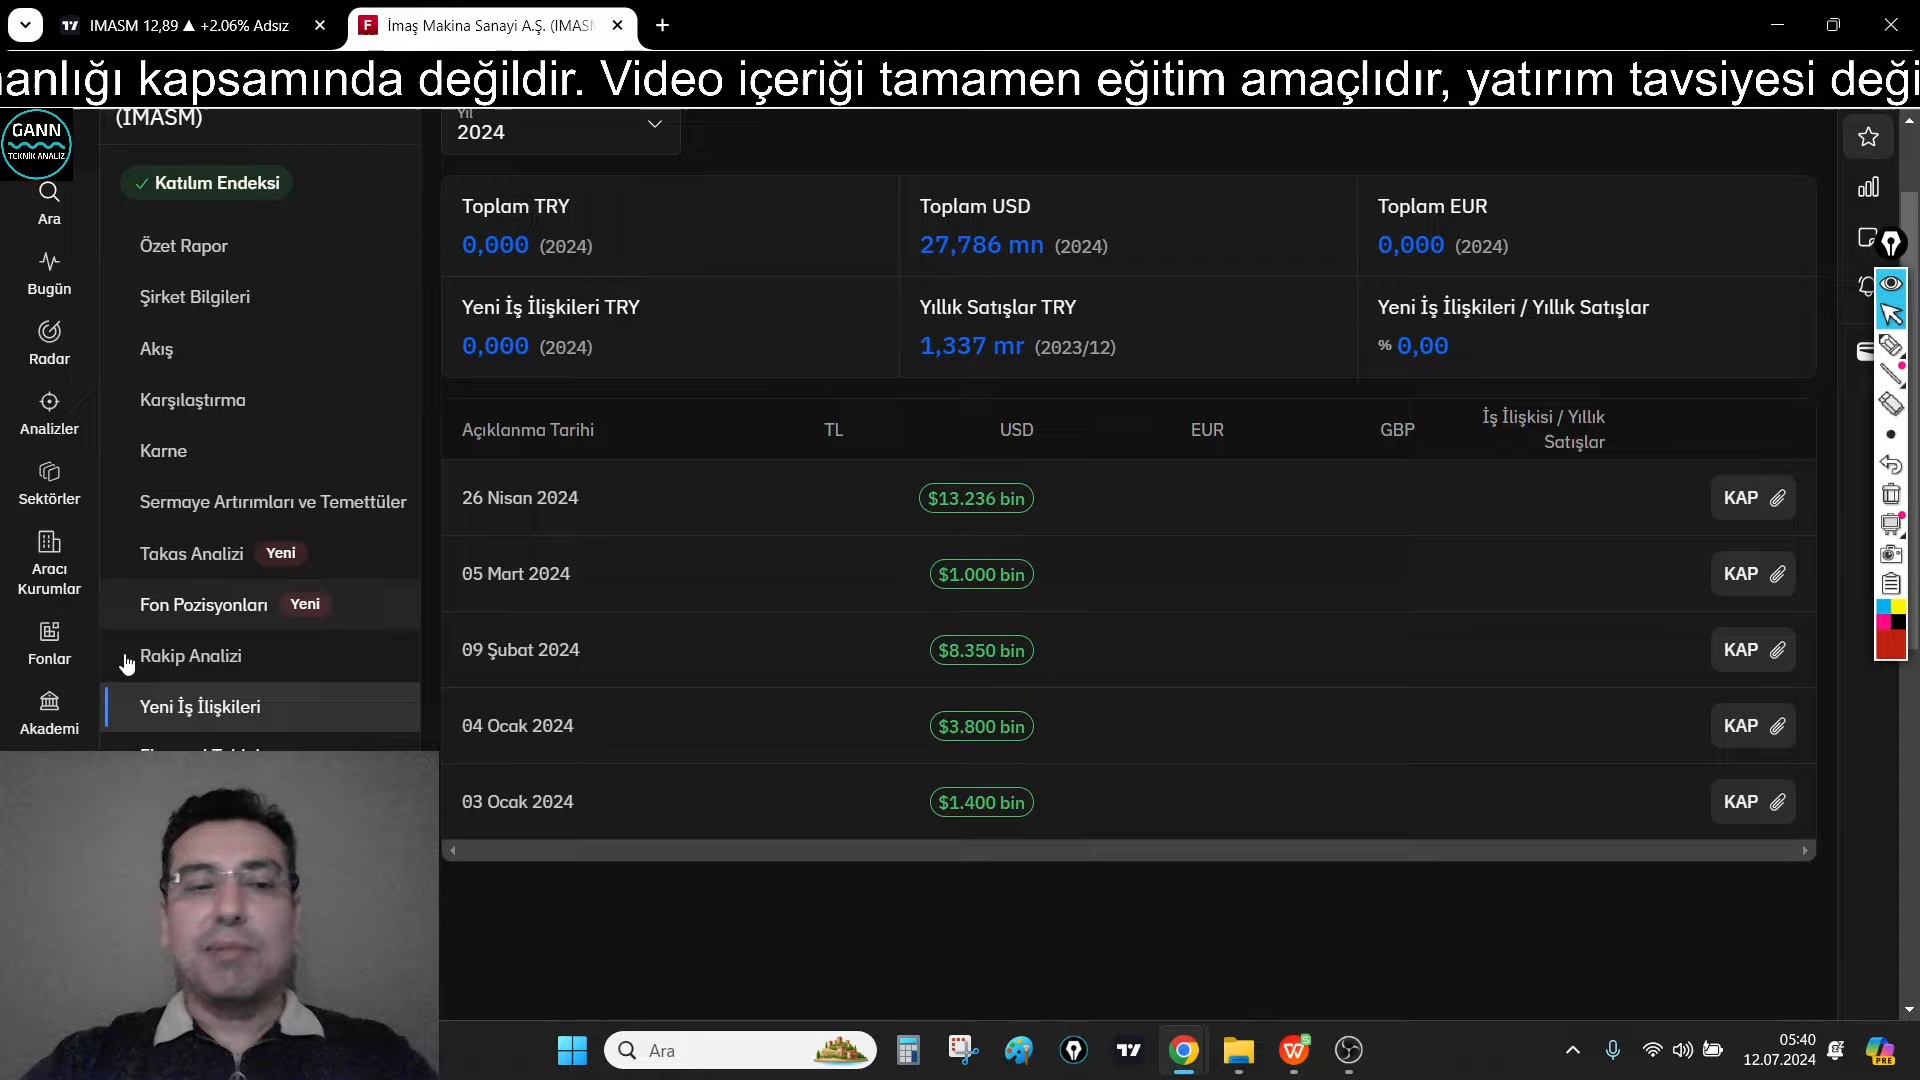 IMASM 12,89 ▲ +2.06% Adsız
İmaş Makina Sanayi A.Ş. (IMASM
anlığı kapsamında değildir. Video içeriği tamamen eğitim amaçlıdır, yatırım tavsiyesi deği
GANN
TEKNİK ANALİZ
Ara
Bugün
Radar
Analizler
Sektörler
Aracı
Kurumlar
Fonlar
Akademi
(IMASM)
Katılım Endeksi
Özet Rapor
Şirket Bilgileri
Akış
Karşılaştırma
Karne
Sermaye Artırımları ve Temettüler
Takas Analizi Yeni
Fon Pozisyonları Yeni
Rakip Analizi
Yeni İş İlişkileri
Yıl
2024
Toplam TRY
0,000 (2024)
Toplam USD
27,786 mn (2024)
Toplam EUR
0,000 (2024)
Yeni İş İlişkileri TRY
0,000 (2024)
Yıllık Satışlar TRY
1,337 mr (2023/12)
Yeni İş İlişkileri / Yıllık Satışlar
% 0,00
Açıklanma Tarihi TL USD EUR GBP İş İlişkisi / Yıllık
Satışlar
26 Nisan 2024 $13.236 bin KAP
05 Mart 2024 $1.000 bin KAP
09 Şubat 2024 $8.350 bin KAP
04 Ocak 2024 $3.800 bin KAP
03 Ocak 2024 $1.400 bin KAP
Ara
05:40
12.07.2024
PRE